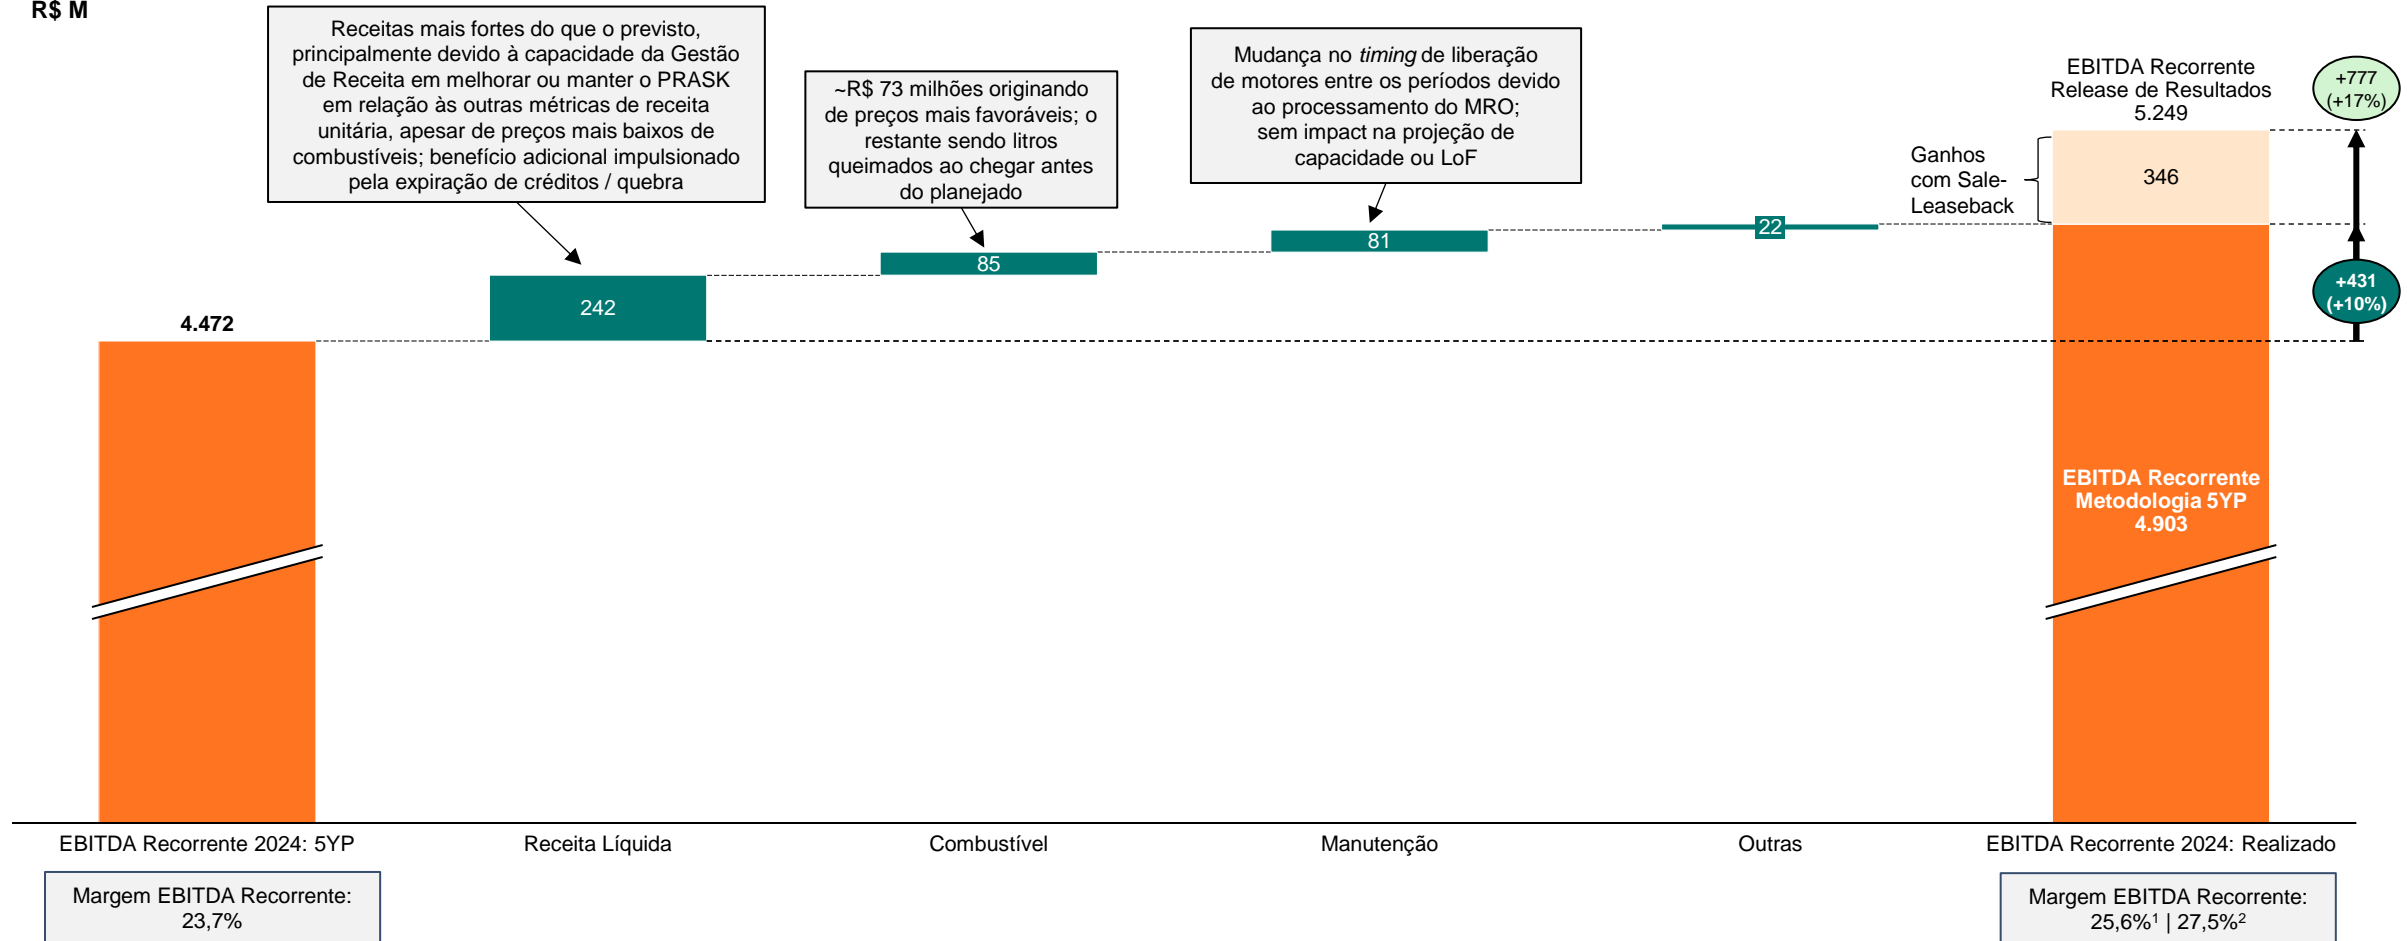 R$ M
Receitas mais fortes do que o previsto,
principalmente devido à capacidade da Gestão
de Receita em melhorar ou manter o PRASK
em relação às outras métricas de receita
unitária, apesar de preços mais baixos de
combustíveis; benefício adicional impulsionado
pela expiração de créditos / quebra
~R$ 73 milhões originando
de preços mais favoráveis; o
restante sendo litros
queimados ao chegar antes
do planejado
Mudança no timing de liberação
de motores entre os períodos devido
ao processamento do MRO;
sem impact na projeção de
capacidade ou LoF
EBITDA Recorrente
Release de Resultados
5.249
+777
(+17%)
Ganhos
com Sale-
Leaseback
346
22
81
85
242
4.472
+431
(+10%)
EBITDA Recorrente
Metodologia 5YP
4.903
EBITDA Recorrente 2024: 5YP
Receita Líquida
Combustível
Manutenção
Outras
EBITDA Recorrente 2024: Realizado
Margem EBITDA Recorrente:
23,7%
Margem EBITDA Recorrente:
25,6%¹ | 27,5%²